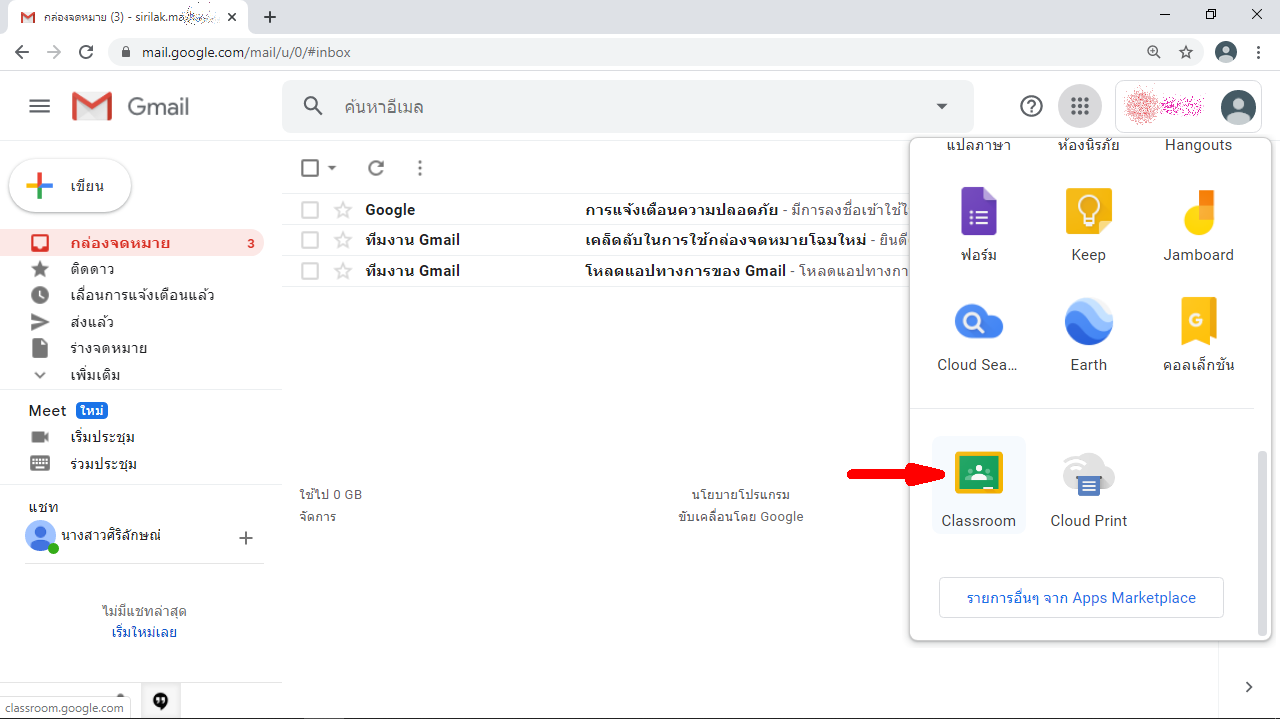 กล่องจดหมาย (3) - sirilak.ma
mail.google.com/mail/u/0/#inbox
Gmail
ค้นหาอีเมล
เขียน
กล่องจดหมาย 3
ติดดาว
เลื่อนการแจ้งเตือนแล้ว
ส่งแล้ว
ร่างจดหมาย
เพิ่มเติม
Meet ใหม่
เริ่มประชุม
ร่วมประชุม
แชท
นางสาวศิริลักษณ์
ไม่มีแชทล่าสุด
เริ่มใหม่เลย
classroom.google.com
Google การแจ้งเตือนความปลอดภัย - มีการลงชื่อเข้าใช้
ทีมงาน Gmail เคล็ดลับในการใช้กล่องจดหมายโฉมใหม่ - ยินดี
ทีมงาน Gmail โหลดแอปทางการของ Gmail - โหลดแอปทางกา
ใช้ไป 0 GB
จัดการ
นโยบายโปรแกรม
ขับเคลื่อนโดย Google
แปลภาษา ห้องนิรภัย Hangouts
ฟอร์ม Keep Jamboard
Cloud Sea... Earth คอลเล็กชัน
G
Classroom Cloud Print
รายการอื่นๆ จาก Apps Marketplace